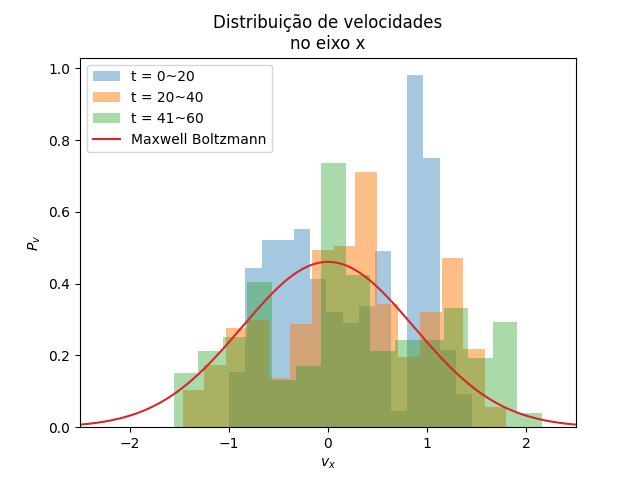 Distribuição de velocidades
no eixo x
t = 0~20
t = 20~40
t = 41~60
Maxwell Boltzmann
1.0
0.8
0.6
0.4
0.2
0.0
P_v
−2
−1
0
1
2
v_x